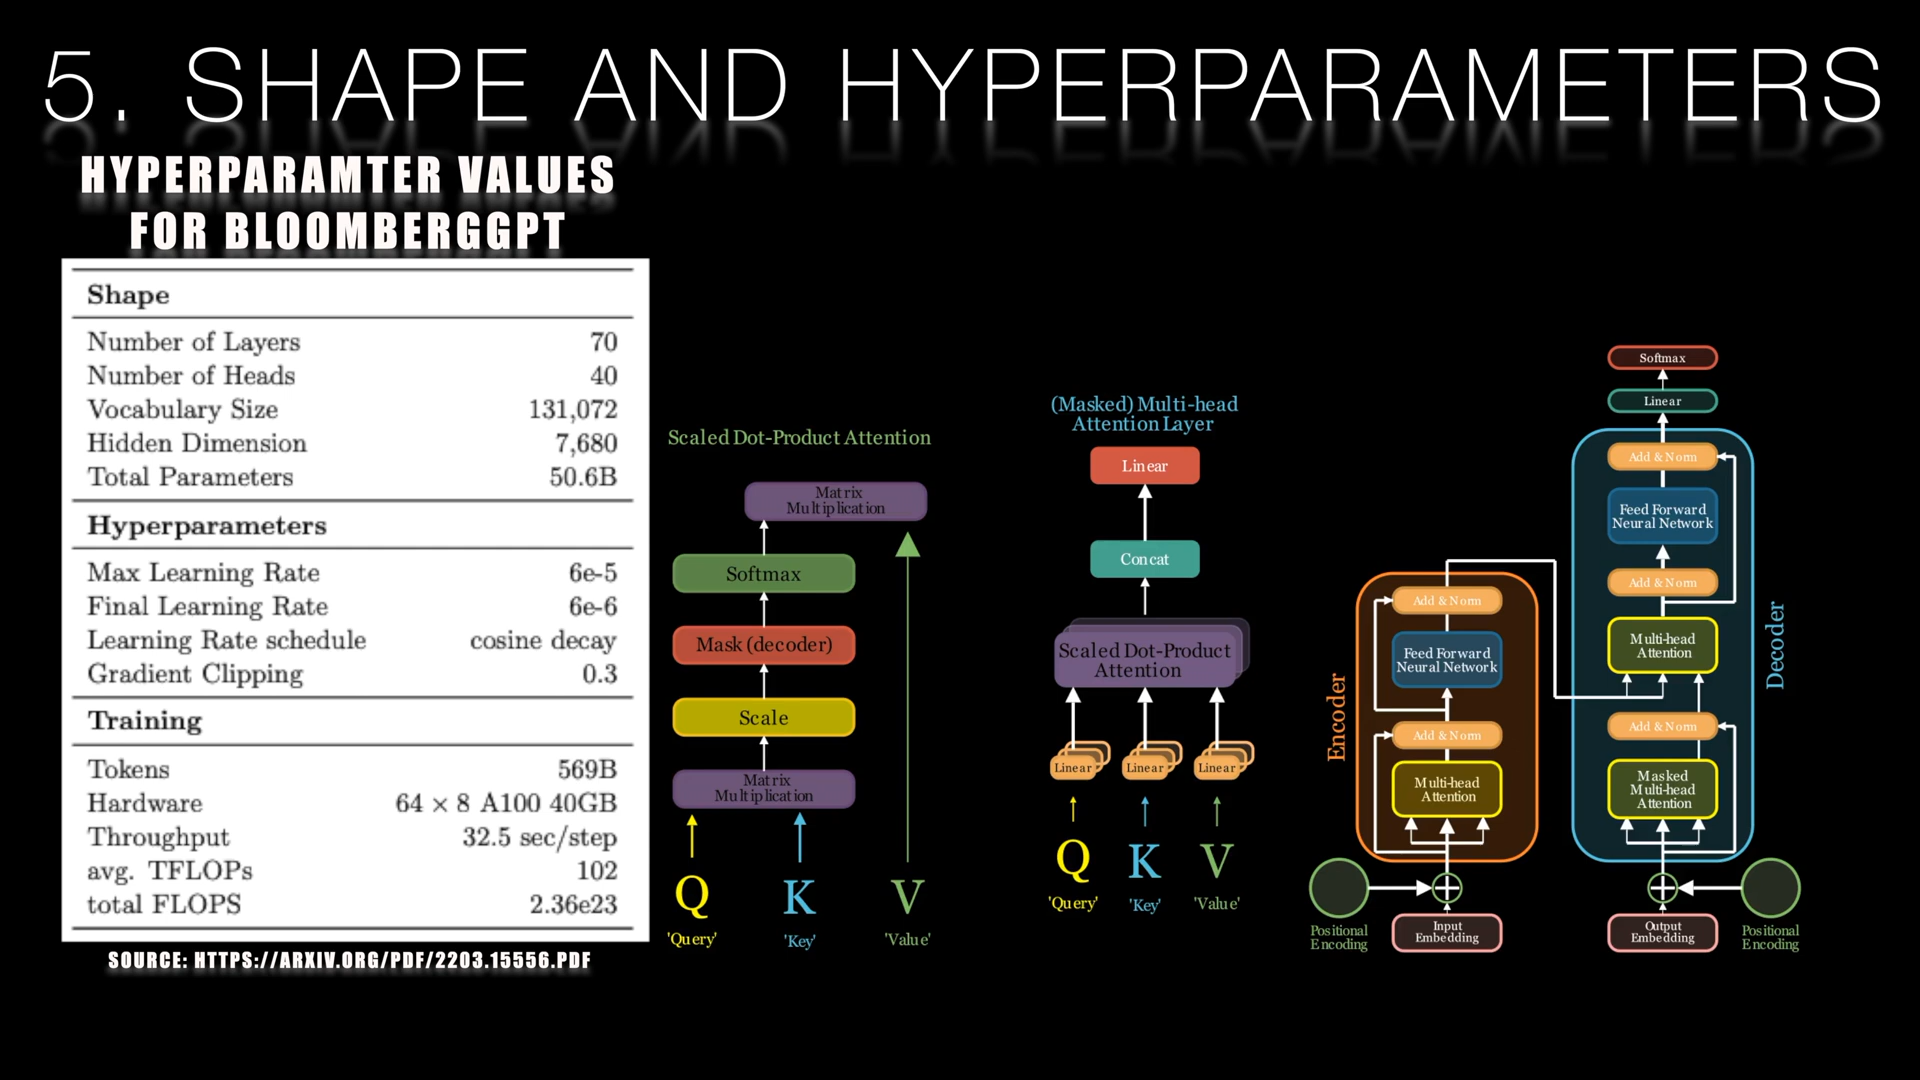 5. SHAPE AND HYPERPARAMETERS
HYPERPARAMTER VALUES
FOR BLOOMBERGGPT
Shape
Number of Layers 70
Number of Heads 40
Vocabulary Size 131,072
Hidden Dimension 7,680
Total Parameters 50.6B
Hyperparameters
Max Learning Rate 6e-5
Final Learning Rate 6e-6
Learning Rate schedule cosine decay
Gradient Clipping 0.3
Training
Tokens 569B
Hardware 64 × 8 A100 40GB
Throughput 32.5 sec/step
avg. TFLOPs 102
total FLOPS 2.36e23
SOURCE: HTTPS://ARXIV.ORG/PDF/2203.15556.PDF
Scaled Dot-Product Attention
Matrix
Multiplication
Softmax
Mask (decoder)
Scale
Matrix
Multiplication
Q K V
'Query' 'Key' 'Value'
(Masked) Multi-head
Attention Layer
Linear
Concat
Scaled Dot-Product
Attention
Linear Linear Linear
Q K V
'Query' 'Key' 'Value'
Encoder
Add & Norm
Feed Forward
Neural Network
Add & Norm
Multi-head
Attention
Positional
Encoding
Input
Embedding
Softmax
Linear
Add & Norm
Feed Forward
Neural Network
Add & Norm
Multi-head
Attention
Add & Norm
Masked
Multi-head
Attention
Decoder
Output
Embedding
Positional
Encoding